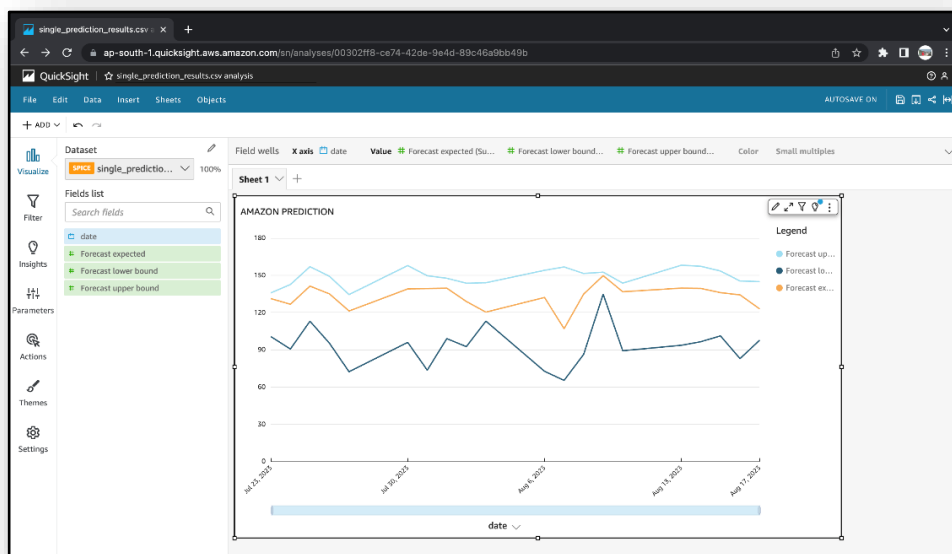 single_prediction_results.csv a
ap-south-1.quicksight.aws.amazon.com/sn/analyses/00302ff8-ce74-42de-9e4d-89c46a9bb49b
QuickSight
single_prediction_results.csv analysis
File Edit Data Insert Sheets Objects
AUTOSAVE ON
+ ADD
Visualize
Filter
Insights
Parameters
Actions
Themes
Settings
Dataset
SPICE single_predictio... 100%
Fields list
Search fields
date
# Forecast expected
# Forecast lower bound
# Forecast upper bound
Field wells X axis date Value # Forecast expected (Su... # Forecast lower bound... # Forecast upper bound... Color Small multiples
Sheet 1
AMAZON PREDICTION
180
150
120
90
60
30
0
Jul 23, 2023
Jul 30, 2023
Aug 6, 2023
Aug 13, 2023
Aug 17, 2023
date
Legend
Forecast up...
Forecast lo...
Forecast ex...